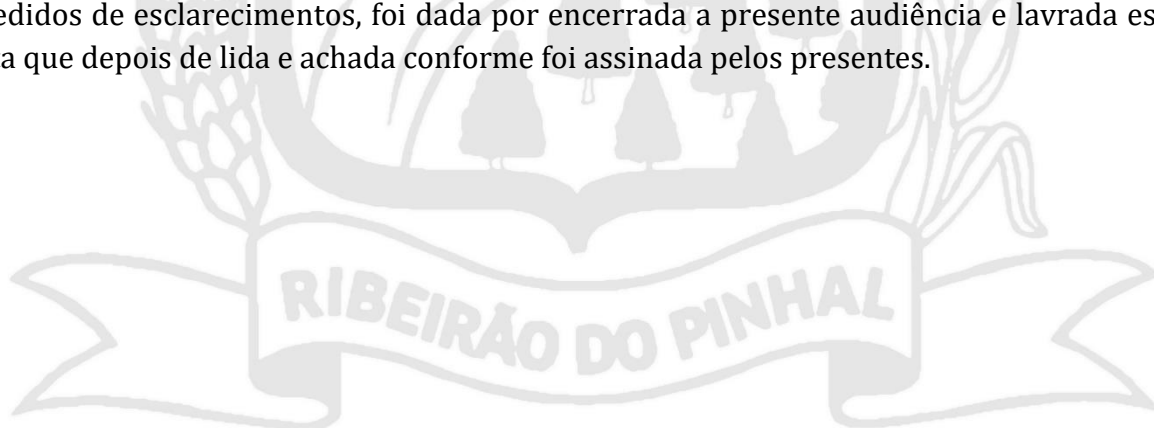 edidos de esclarecimentos, foi dada por encerrada a presente audiência e lavrada es
ta que depois de lida e achada conforme foi assinada pelos presentes.
RIBEIRÃO DO PINHAL